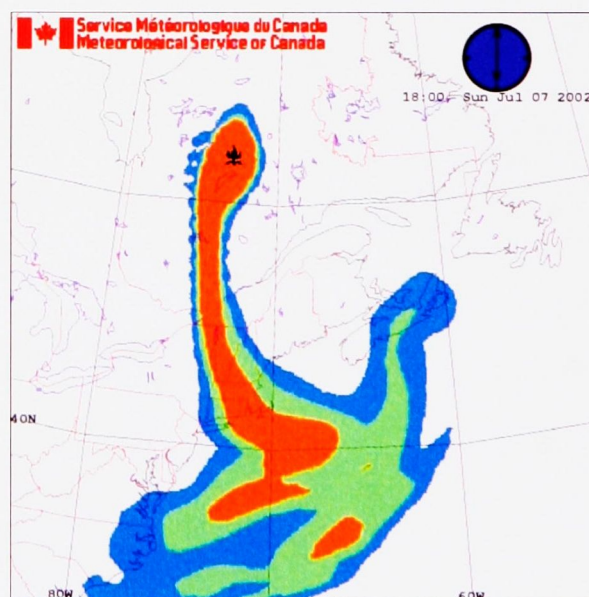 Service Météorologique du Canada
Meteorological Service of Canada
18:00, Sun Jul 07 2002
40N
80W
60W